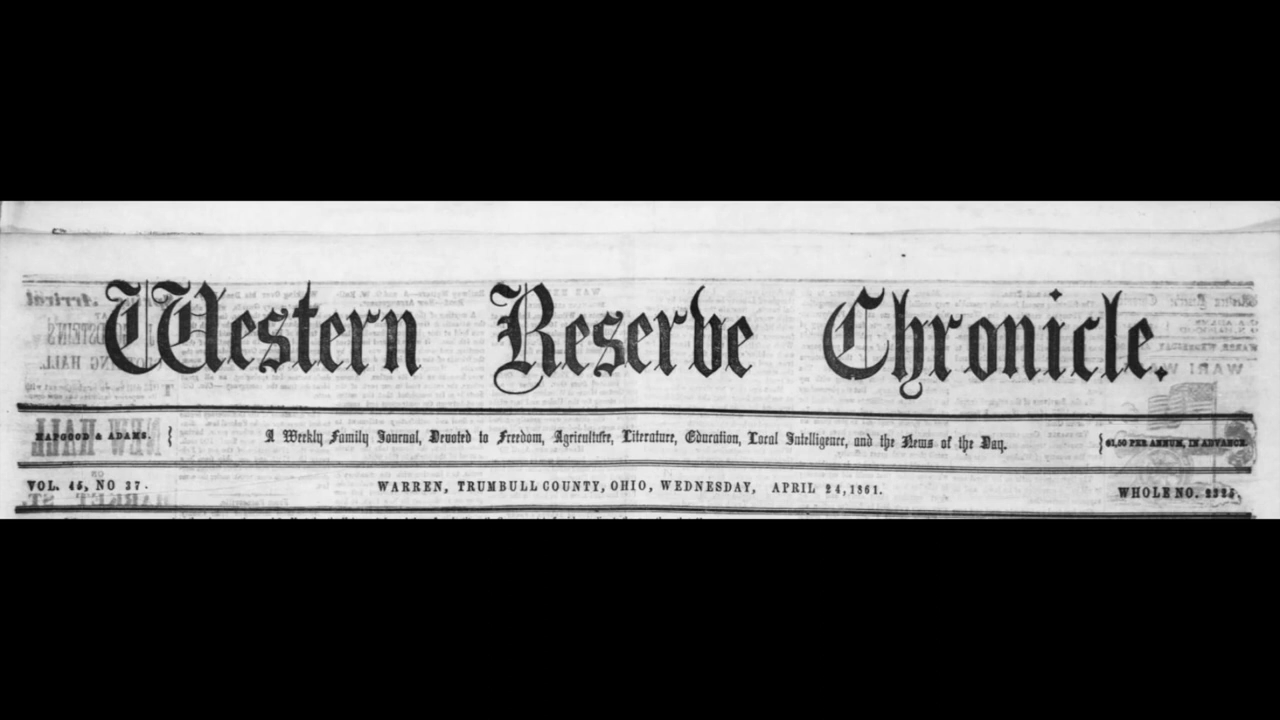 Western Reserve Chronicle.
HAPGOOD & ADAMS. { A Weekly Family Journal, Devoted to Freedom, Agriculture, Literature, Education, Local Intelligence, and the News of the Day. } $1,50 PER ANNUM, IN ADVANCE.
VOL. 45, NO 37. WARREN, TRUMBULL COUNTY, OHIO, WEDNESDAY, APRIL 24, 1861. WHOLE NO.